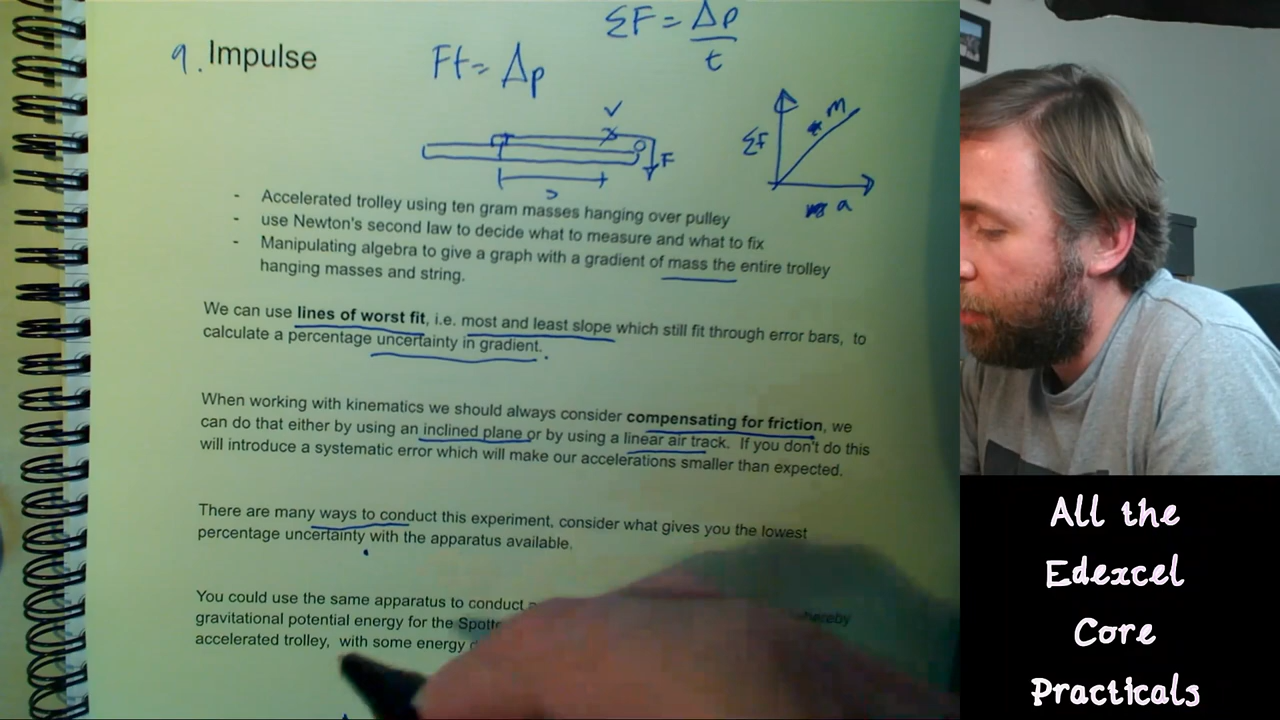 ΣF = Δp/t
9. Impulse
Ft = Δp
F
s
ΣF
m
a
- Accelerated trolley using ten gram masses hanging over pulley
- use Newton's second law to decide what to measure and what to fix
- Manipulating algebra to give a graph with a gradient of mass the entire trolley
hanging masses and string.
We can use lines of worst fit, i.e. most and least slope which still fit through error bars, to
calculate a percentage uncertainty in gradient.
When working with kinematics we should always consider compensating for friction, we
can do that either by using an inclined plane or by using a linear air track. If you don't do this
will introduce a systematic error which will make our accelerations smaller than expected.
There are many ways to conduct this experiment, consider what gives you the lowest
percentage uncertainty with the apparatus available.
You could use the same apparatus to conduct
gravitational potential energy for the
accelerated trolley, with some energy
All the
Edexcel
Core
Practicals